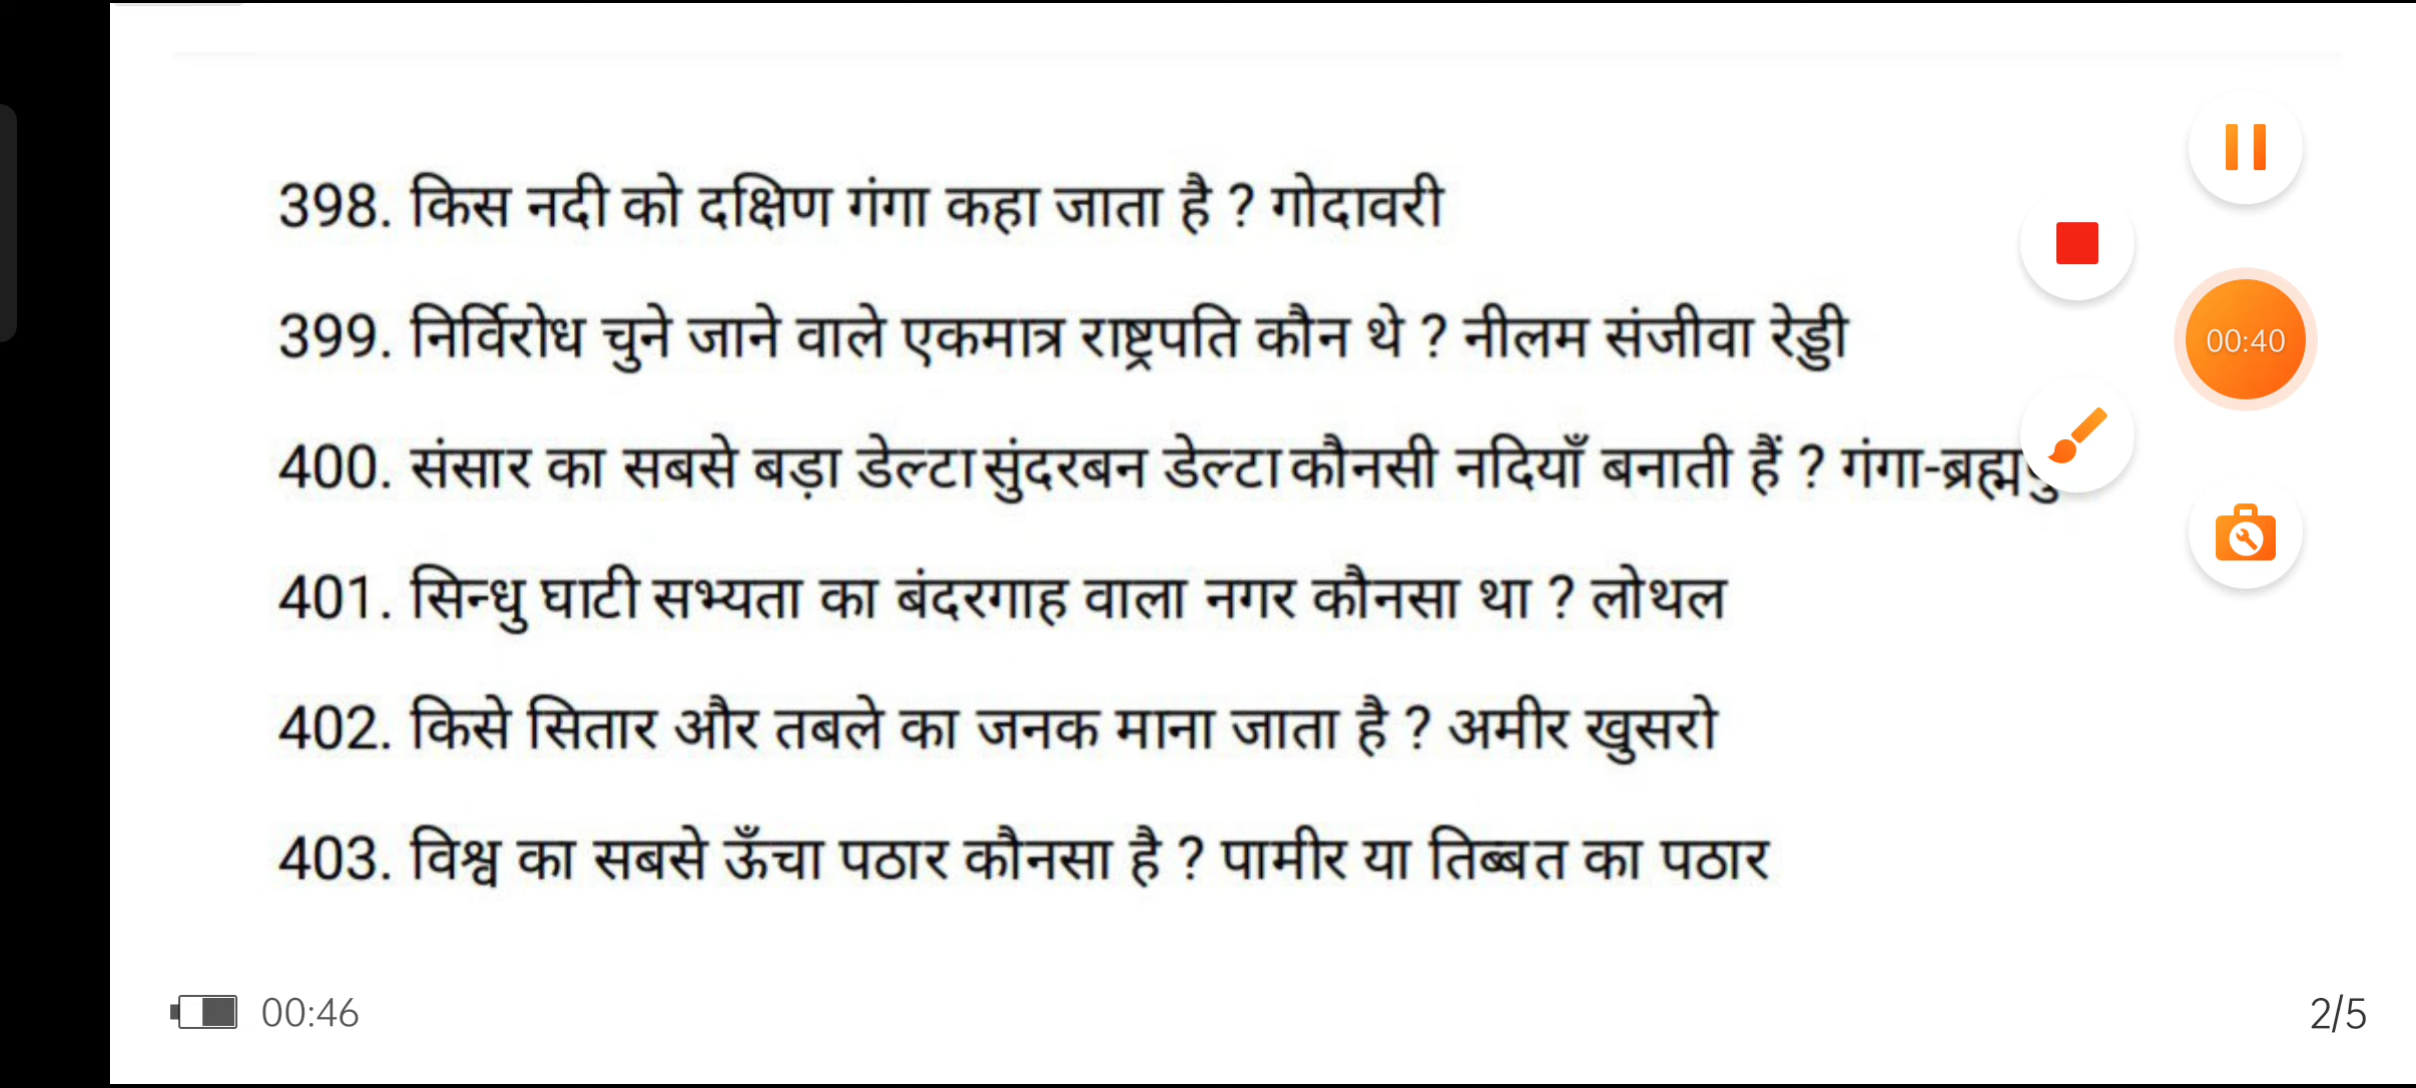 398. किस नदी को दक्षिण गंगा कहा जाता है ? गोदावरी
399. निर्विरोध चुने जाने वाले एकमात्र राष्ट्रपति कौन थे ? नीलम संजीवा रेड्डी
00:40
400. संसार का सबसे बड़ा डेल्टा सुंदरबन डेल्टा कौनसी नदियाँ बनाती हैं ?
401. सिन्धु घाटी सभ्यता का बंदरगाह वाला नगर कौनसा था ? लोथल
402. किसे सितार और तबले का जनक माना जाता है ? अमीर खुसरो
403. विश्व का सबसे ऊँचा पठार कौनसा है ? पामीर या तिब्बत का पठार
00:46
2/5